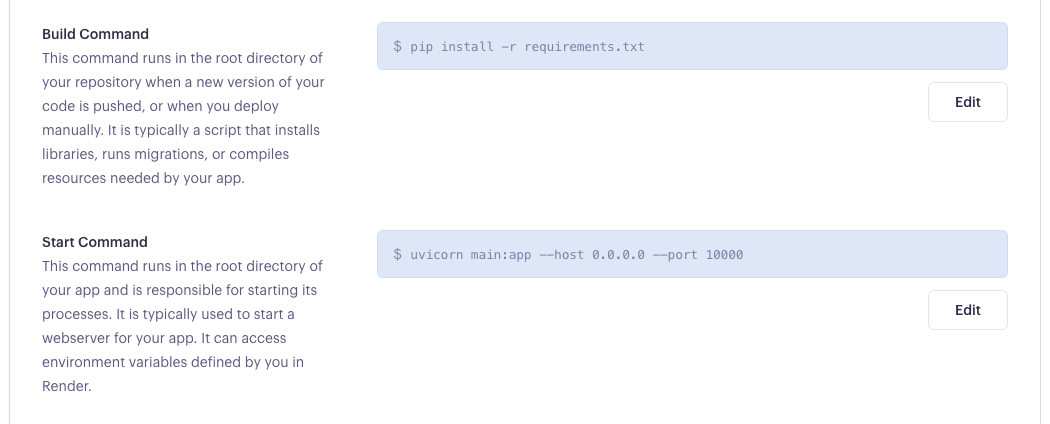 Build Command
This command runs in the root directory of
your repository when a new version of your
code is pushed, or when you deploy
manually. It is typically a script that installs
libraries, runs migrations, or compiles
resources needed by your app.
$ pip install -r requirements.txt
Edit
Start Command
This command runs in the root directory of
your app and is responsible for starting its
processes. It is typically used to start a
webserver for your app. It can access
environment variables defined by you in
Render.
$ uvicorn main:app --host 0.0.0.0 --port 10000
Edit